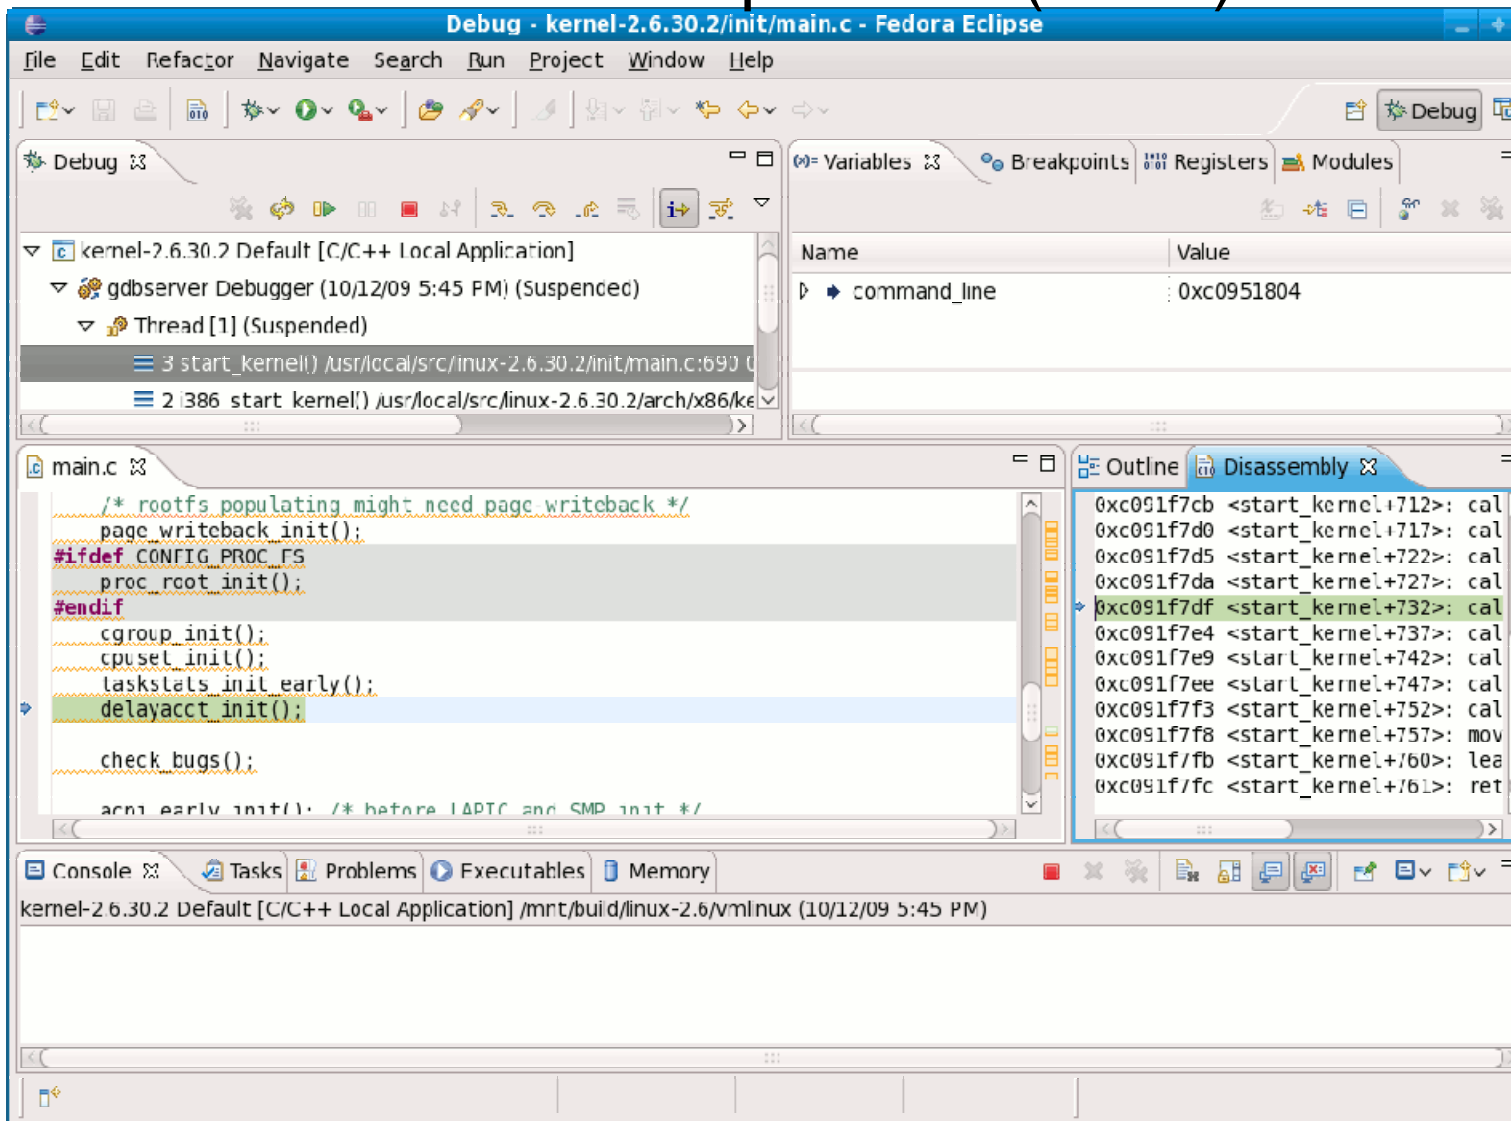 Debug - kernel-2.6.30.2/init/main.c - Fedora Eclipse
File Edit Refactor Navigate Search Run Project Window Help
Debug
Debug
Variables Breakpoints Registers Modules
kernel-2.6.30.2 Default [C/C++ Local Application]
gdbserver Debugger (10/12/09 5:45 PM) (Suspended)
Thread [1] (Suspended)
3 start_kernel() /usr/local/src/linux-2.6.30.2/init/main.c:690
2 i386_start_kernel() /usr/local/src/linux-2.6.30.2/arch/x86/ke
Name Value
command_line 0xc0951804
main.c
/* rootfs populating might need page-writeback */
page_writeback_init();
#ifdef CONFIG_PROC_FS
proc_root_init();
#endif
cgroup_init();
cpuset_init();
taskstats_init_early();
delayacct_init();
check_bugs();
acpi_early_init(); /* before LAPIC and SMP init */
Outline Disassembly
0xc091f7cb <start_kernel+712>: cal
0xc091f7d0 <start_kernel+717>: cal
0xc091f7d5 <start_kernel+722>: cal
0xc091f7da <start_kernel+727>: cal
0xc091f7df <start_kernel+732>: cal
0xc091f7e4 <start_kernel+737>: cal
0xc091f7e9 <start_kernel+742>: cal
0xc091f7ee <start_kernel+747>: cal
0xc091f7f3 <start_kernel+752>: cal
0xc091f7f8 <start_kernel+757>: mov
0xc091f7fb <start_kernel+760>: lea
0xc091f7fc <start_kernel+761>: ret
Console Tasks Problems Executables Memory
kernel-2.6.30.2 Default [C/C++ Local Application] /mnt/build/linux-2.6/vmlinux (10/12/09 5:45 PM)